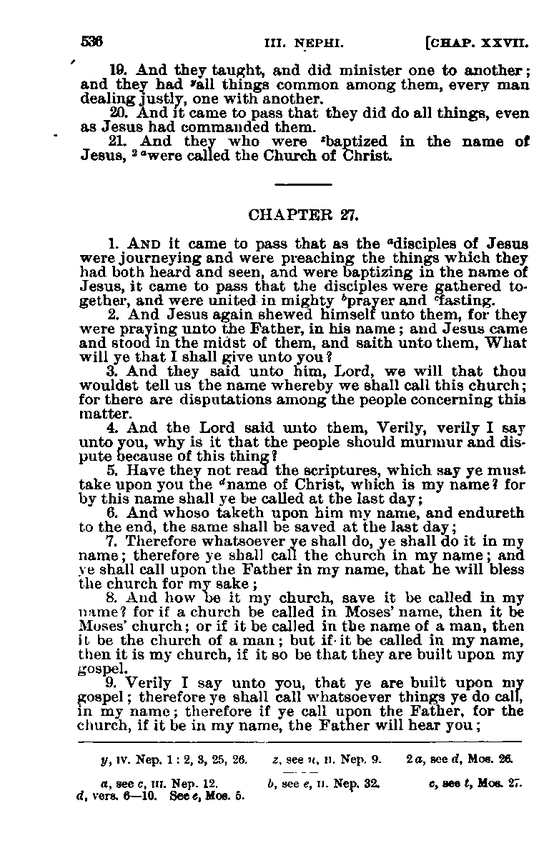 536 III. NEPHI. [CHAP. XXVII.
19. And they taught, and did minister one to another;
and they had yall things common among them, every man
dealing justly, one with another.
20. And it came to pass that they did do all things, even
as Jesus had commanded them.
21. And they who were zbaptized in the name of
Jesus, 2awere called the Church of Christ.
CHAPTER 27.
1. AND it came to pass that as the adisciples of Jesus
were journeying and were preaching the things which they
had both heard and seen, and were baptizing in the name of
Jesus, it came to pass that the disciples were gathered to-
gether, and were united in mighty bprayer and cfasting.
2. And Jesus again shewed himself unto them, for they
were praying unto the Father, in his name; and Jesus came
and stood in the midst of them, and saith unto them, What
will ye that I shall give unto you?
3. And they said unto him, Lord, we will that thou
wouldst tell us the name whereby we shall call this church;
for there are disputations among the people concerning this
matter.
4. And the Lord said unto them, Verily, verily I say
unto you, why is it that the people should murmur and dis-
pute because of this thing?
5. Have they not read the scriptures, which say ye must
take upon you the dname of Christ, which is my name? for
by this name shall ye be called at the last day;
6. And whoso taketh upon him my name, and endureth
to the end, the same shall be saved at the last day;
7. Therefore whatsoever ye shall do, ye shall do it in my
name; therefore ye shall call the church in my name; and
ye shall call upon the Father in my name, that he will bless
the church for my sake;
8. And how be it my church, save it be called in my
name? for if a church be called in Moses' name, then it be
Moses' church; or if it be called in the name of a man, then
it be the church of a man; but if it be called in my name,
then it is my church, if it so be that they are built upon my
gospel.
9. Verily I say unto you, that ye are built upon my
gospel; therefore ye shall call whatsoever things ye do call,
in my name; therefore if ye call upon the Father, for the
church, if it be in my name, the Father will hear you;
y, IV. Nep. 1:2, 3, 25, 26. z, see u, II. Nep. 9. 2a, see d, Mos. 26.
a, see c, III. Nep. 12. b, see e, II. Nep. 32. c, see t, Mos. 27.
d, vers. 6—10. See e, Mos. 5.